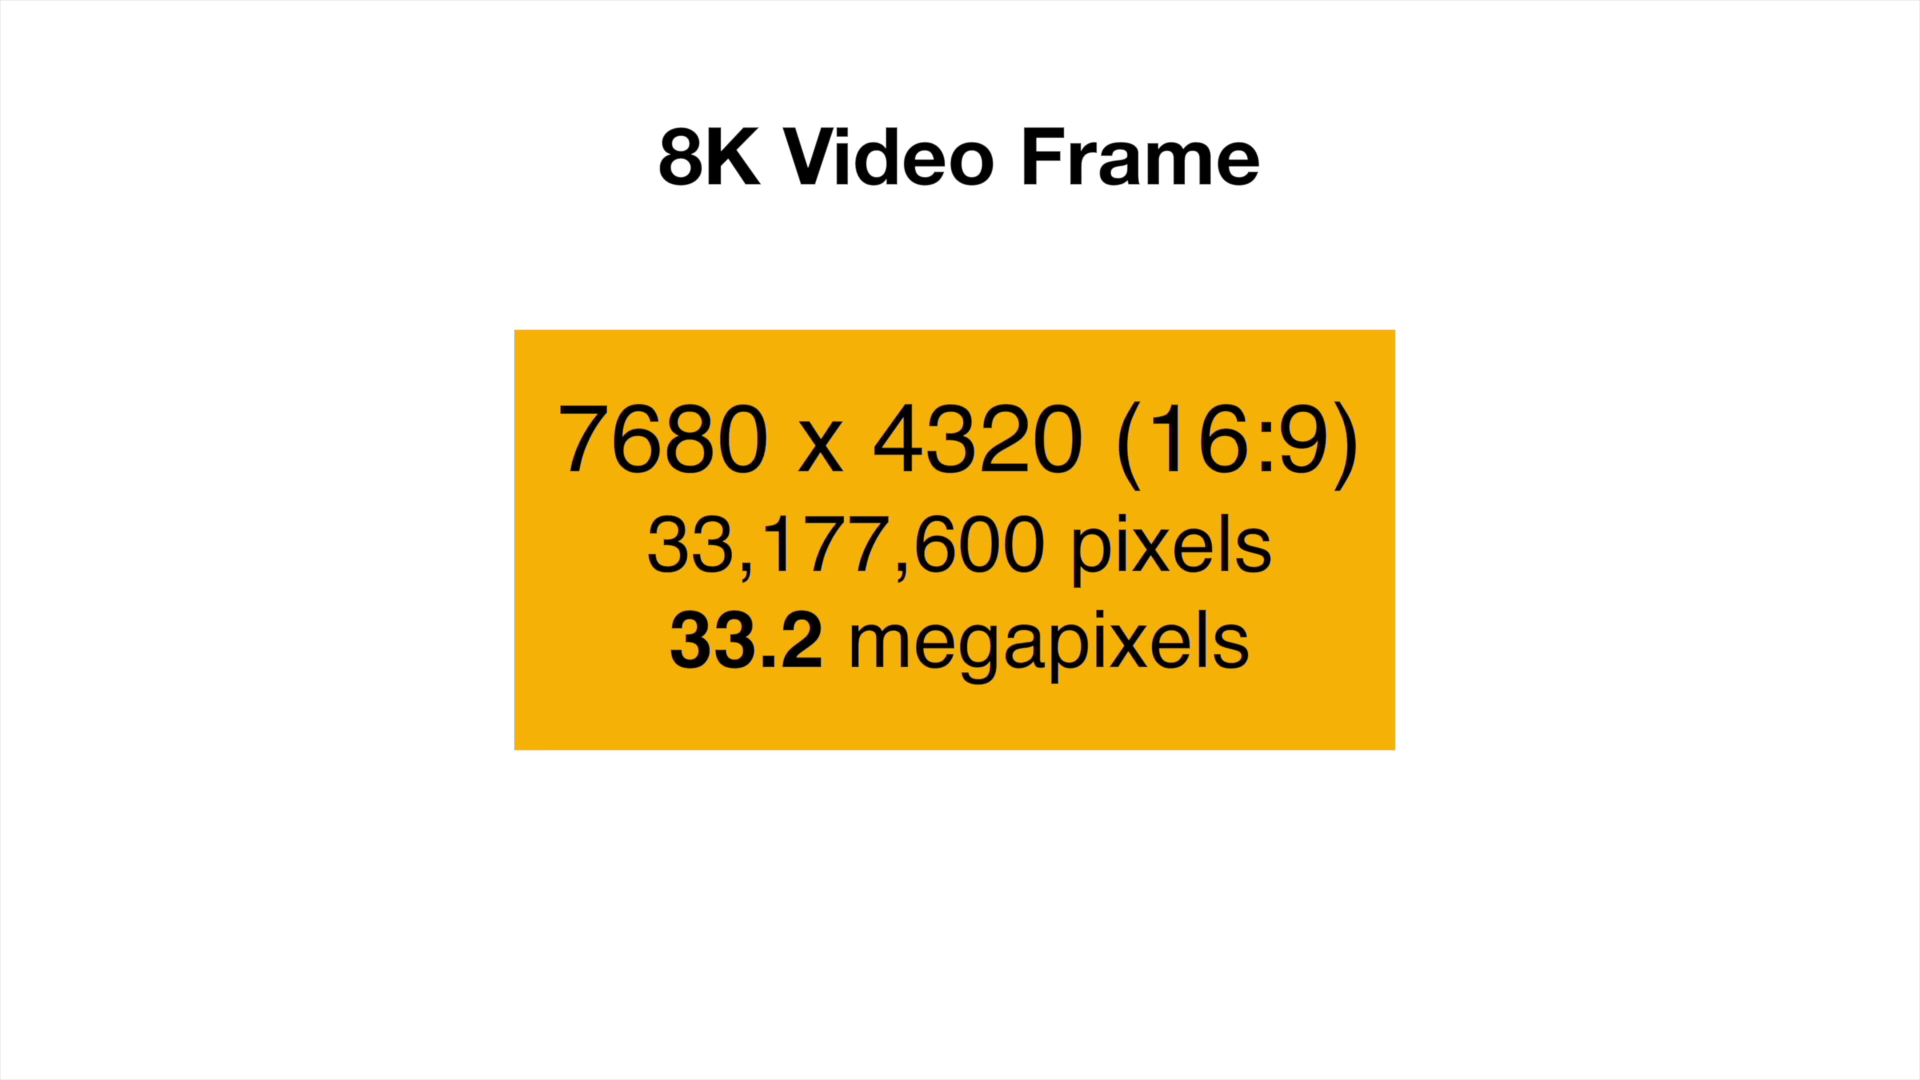 8K Video Frame
7680 x 4320 (16:9)
33,177,600 pixels
33.2 megapixels